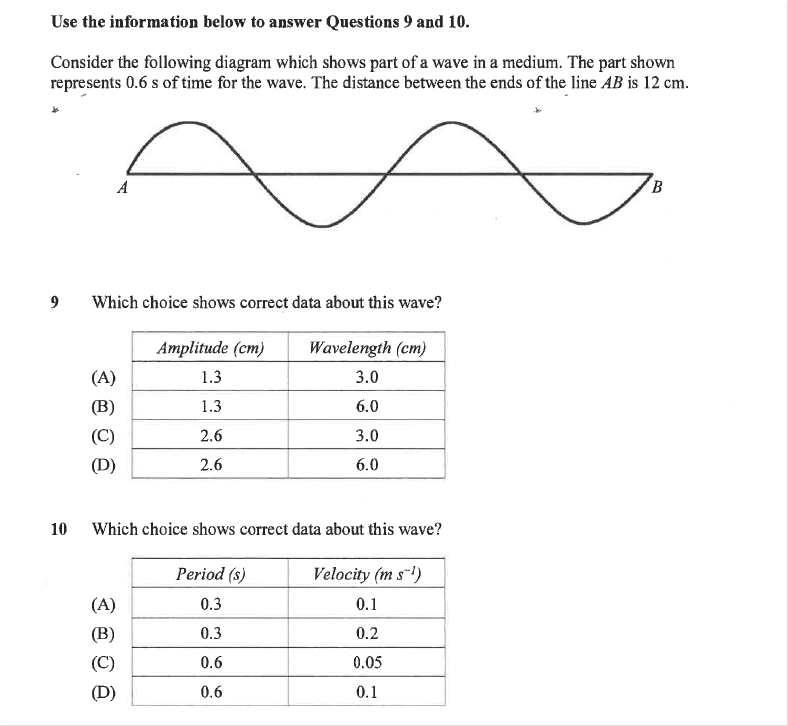 Use the information below to answer Questions 9 and 10.
Consider the following diagram which shows part of a wave in a medium. The part shown
represents 0.6 s of time for the wave. The distance between the ends of the line AB is 12 cm.
A
B
9 Which choice shows correct data about this wave?
Amplitude (cm) Wavelength (cm)
(A) 1.3 3.0
(B) 1.3 6.0
(C) 2.6 3.0
(D) 2.6 6.0
10 Which choice shows correct data about this wave?
Period (s) Velocity (m s⁻¹)
(A) 0.3 0.1
(B) 0.3 0.2
(C) 0.6 0.05
(D) 0.6 0.1